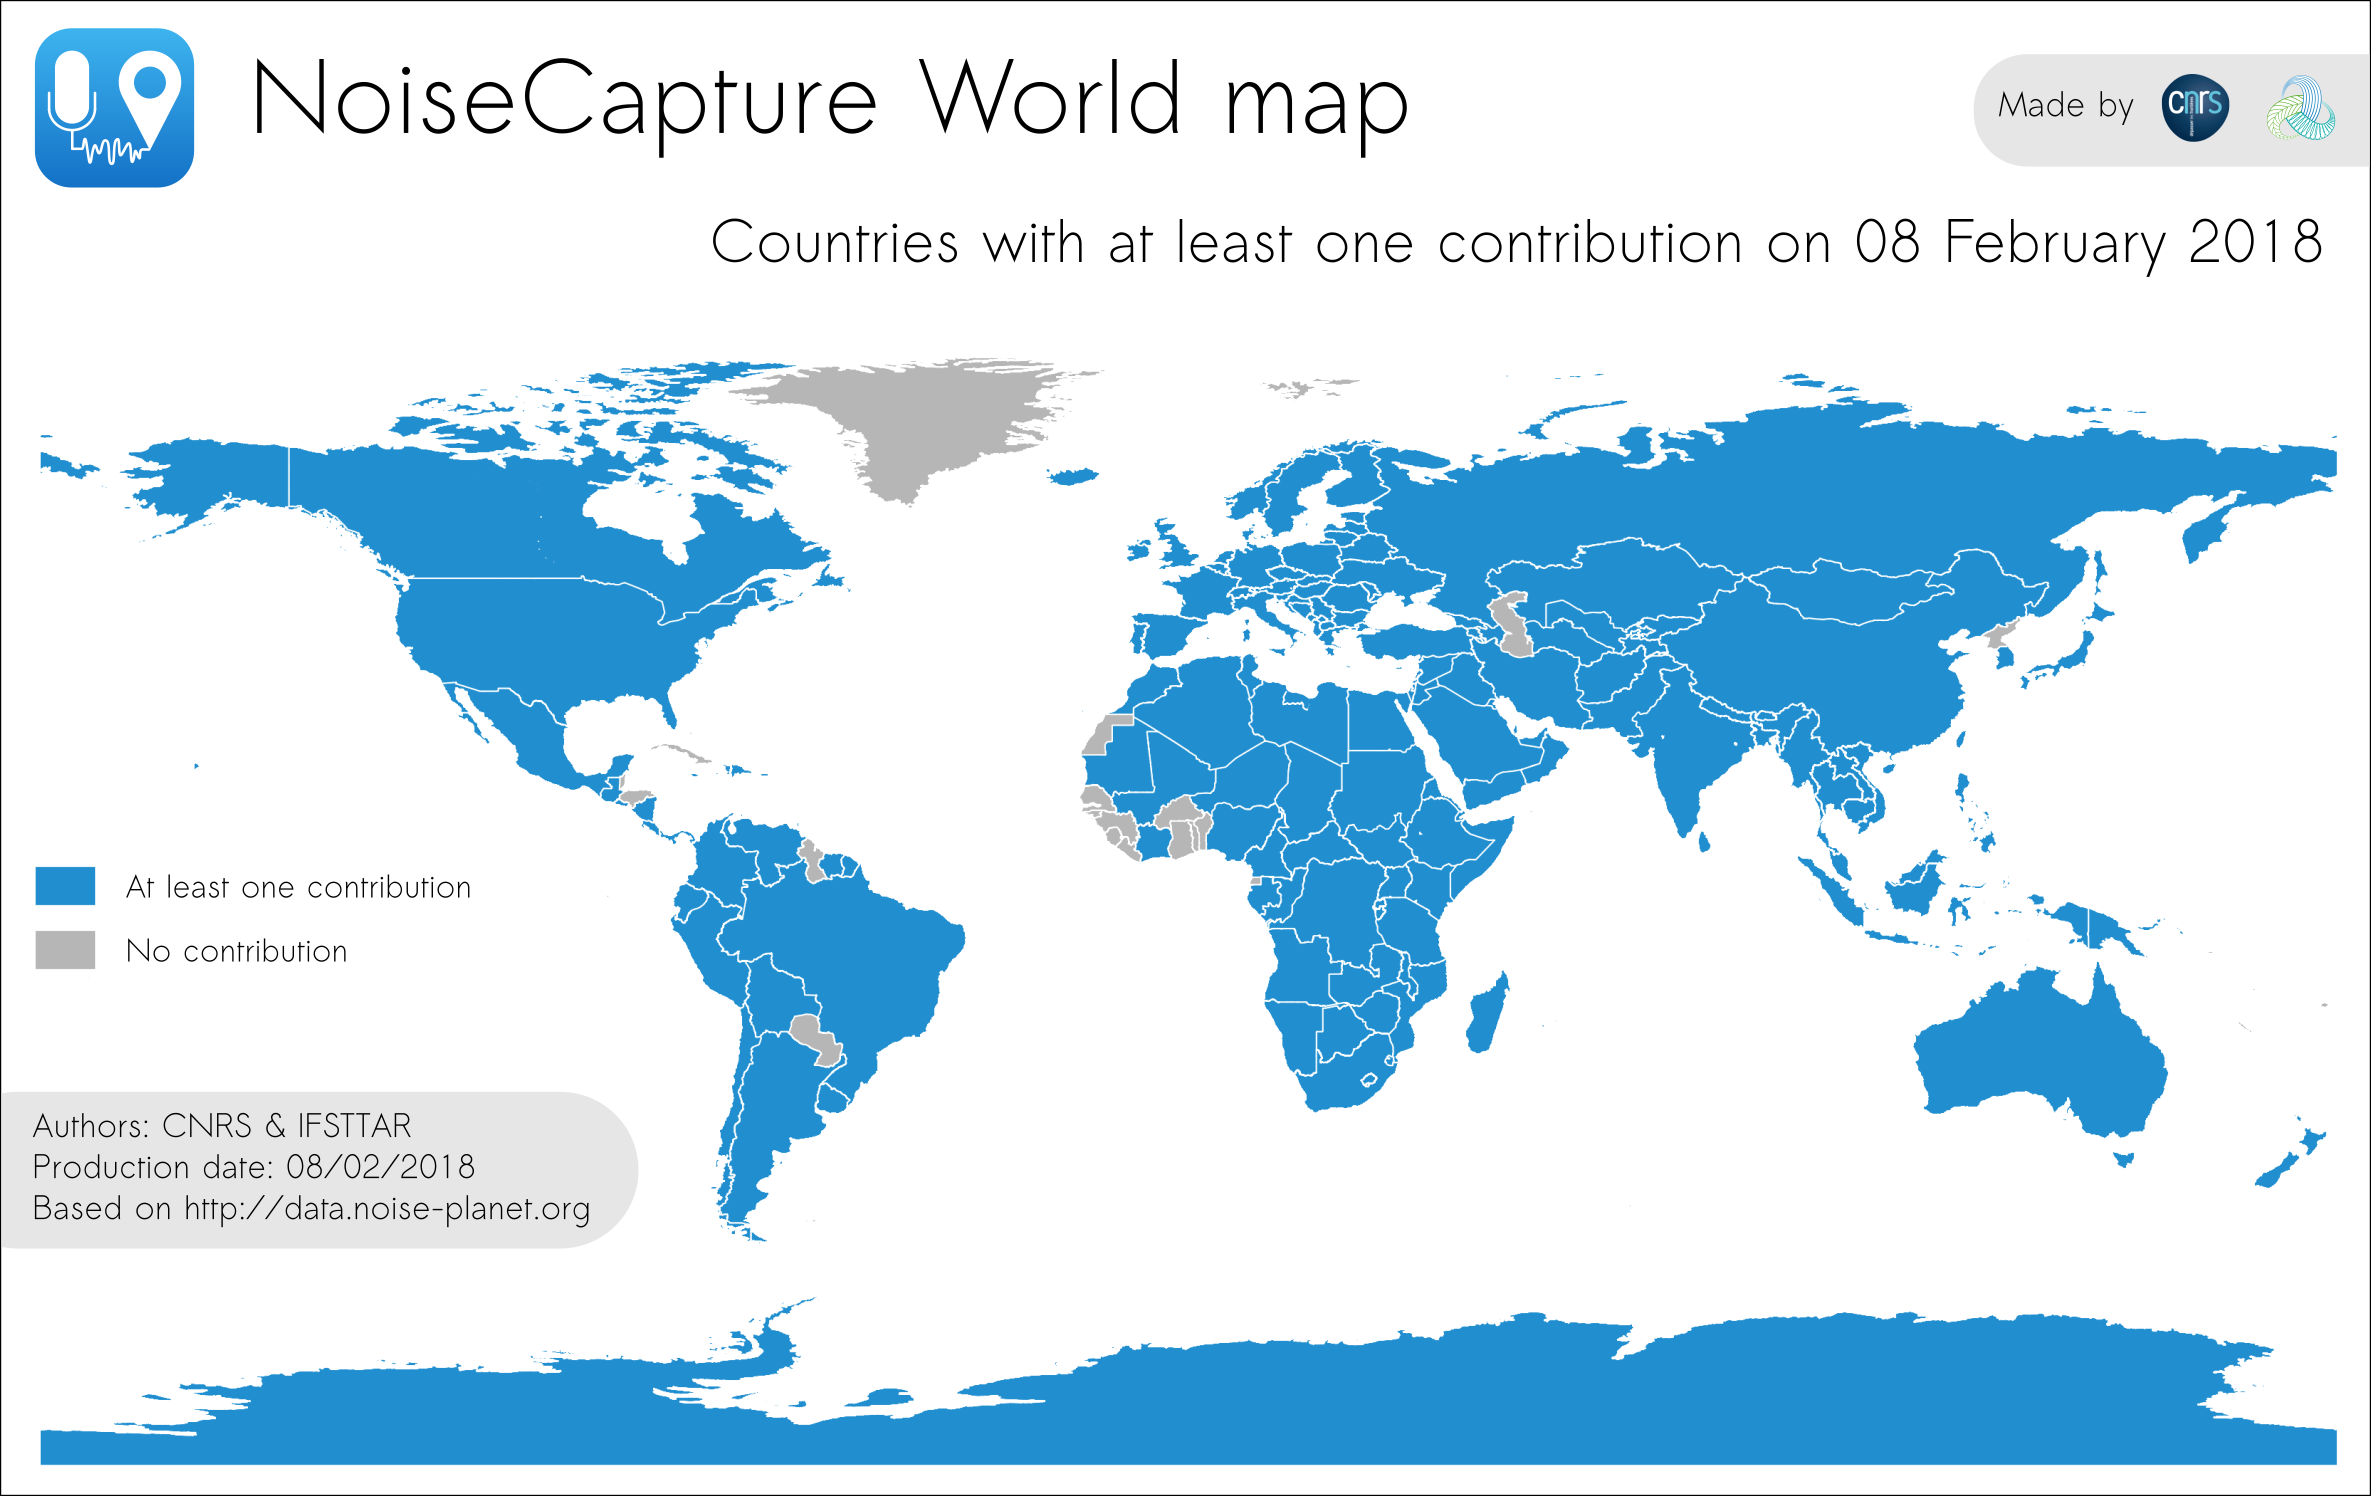 NoiseCapture World map
Made by
cnrs
Countries with at least one contribution on 08 February 2018
At least one contribution
No contribution
Authors: CNRS & IFSTTAR
Production date: 08/02/2018
Based on http://data.noise-planet.org